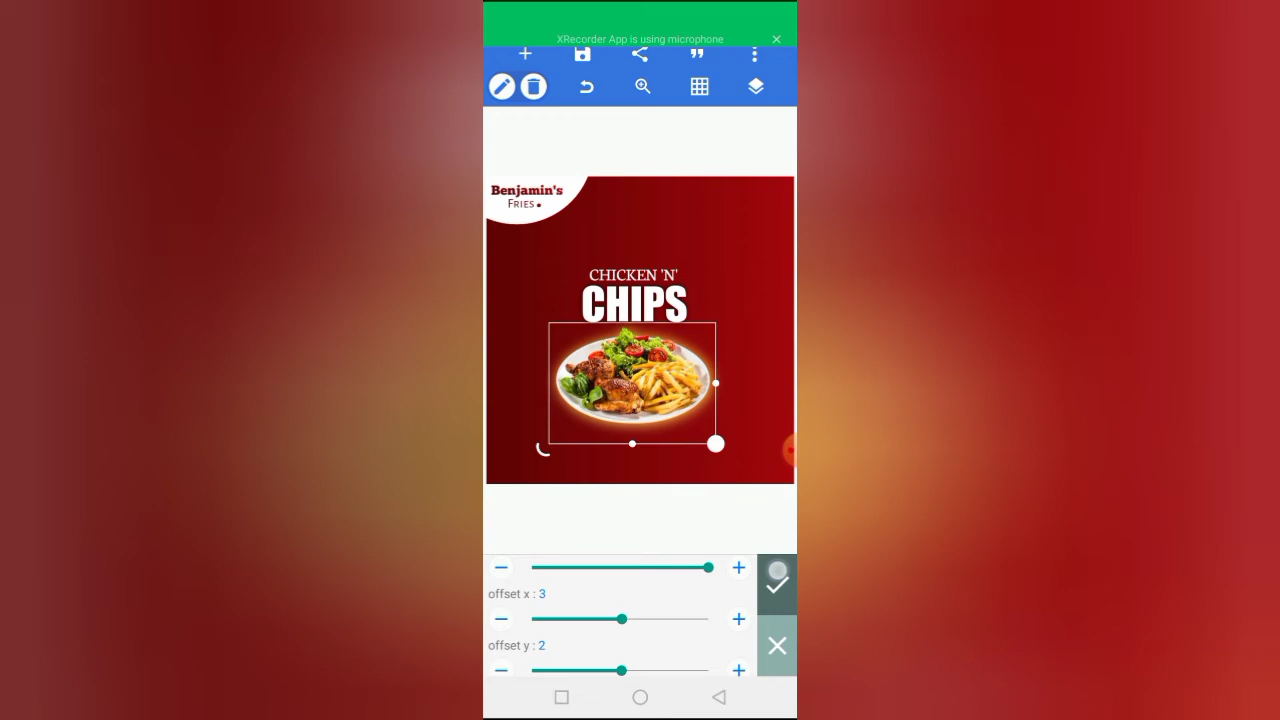 XRecorder App is using microphone
Benjamin's
FRIES
CHICKEN 'N'
CHIPS
offset x : 3
offset y : 2